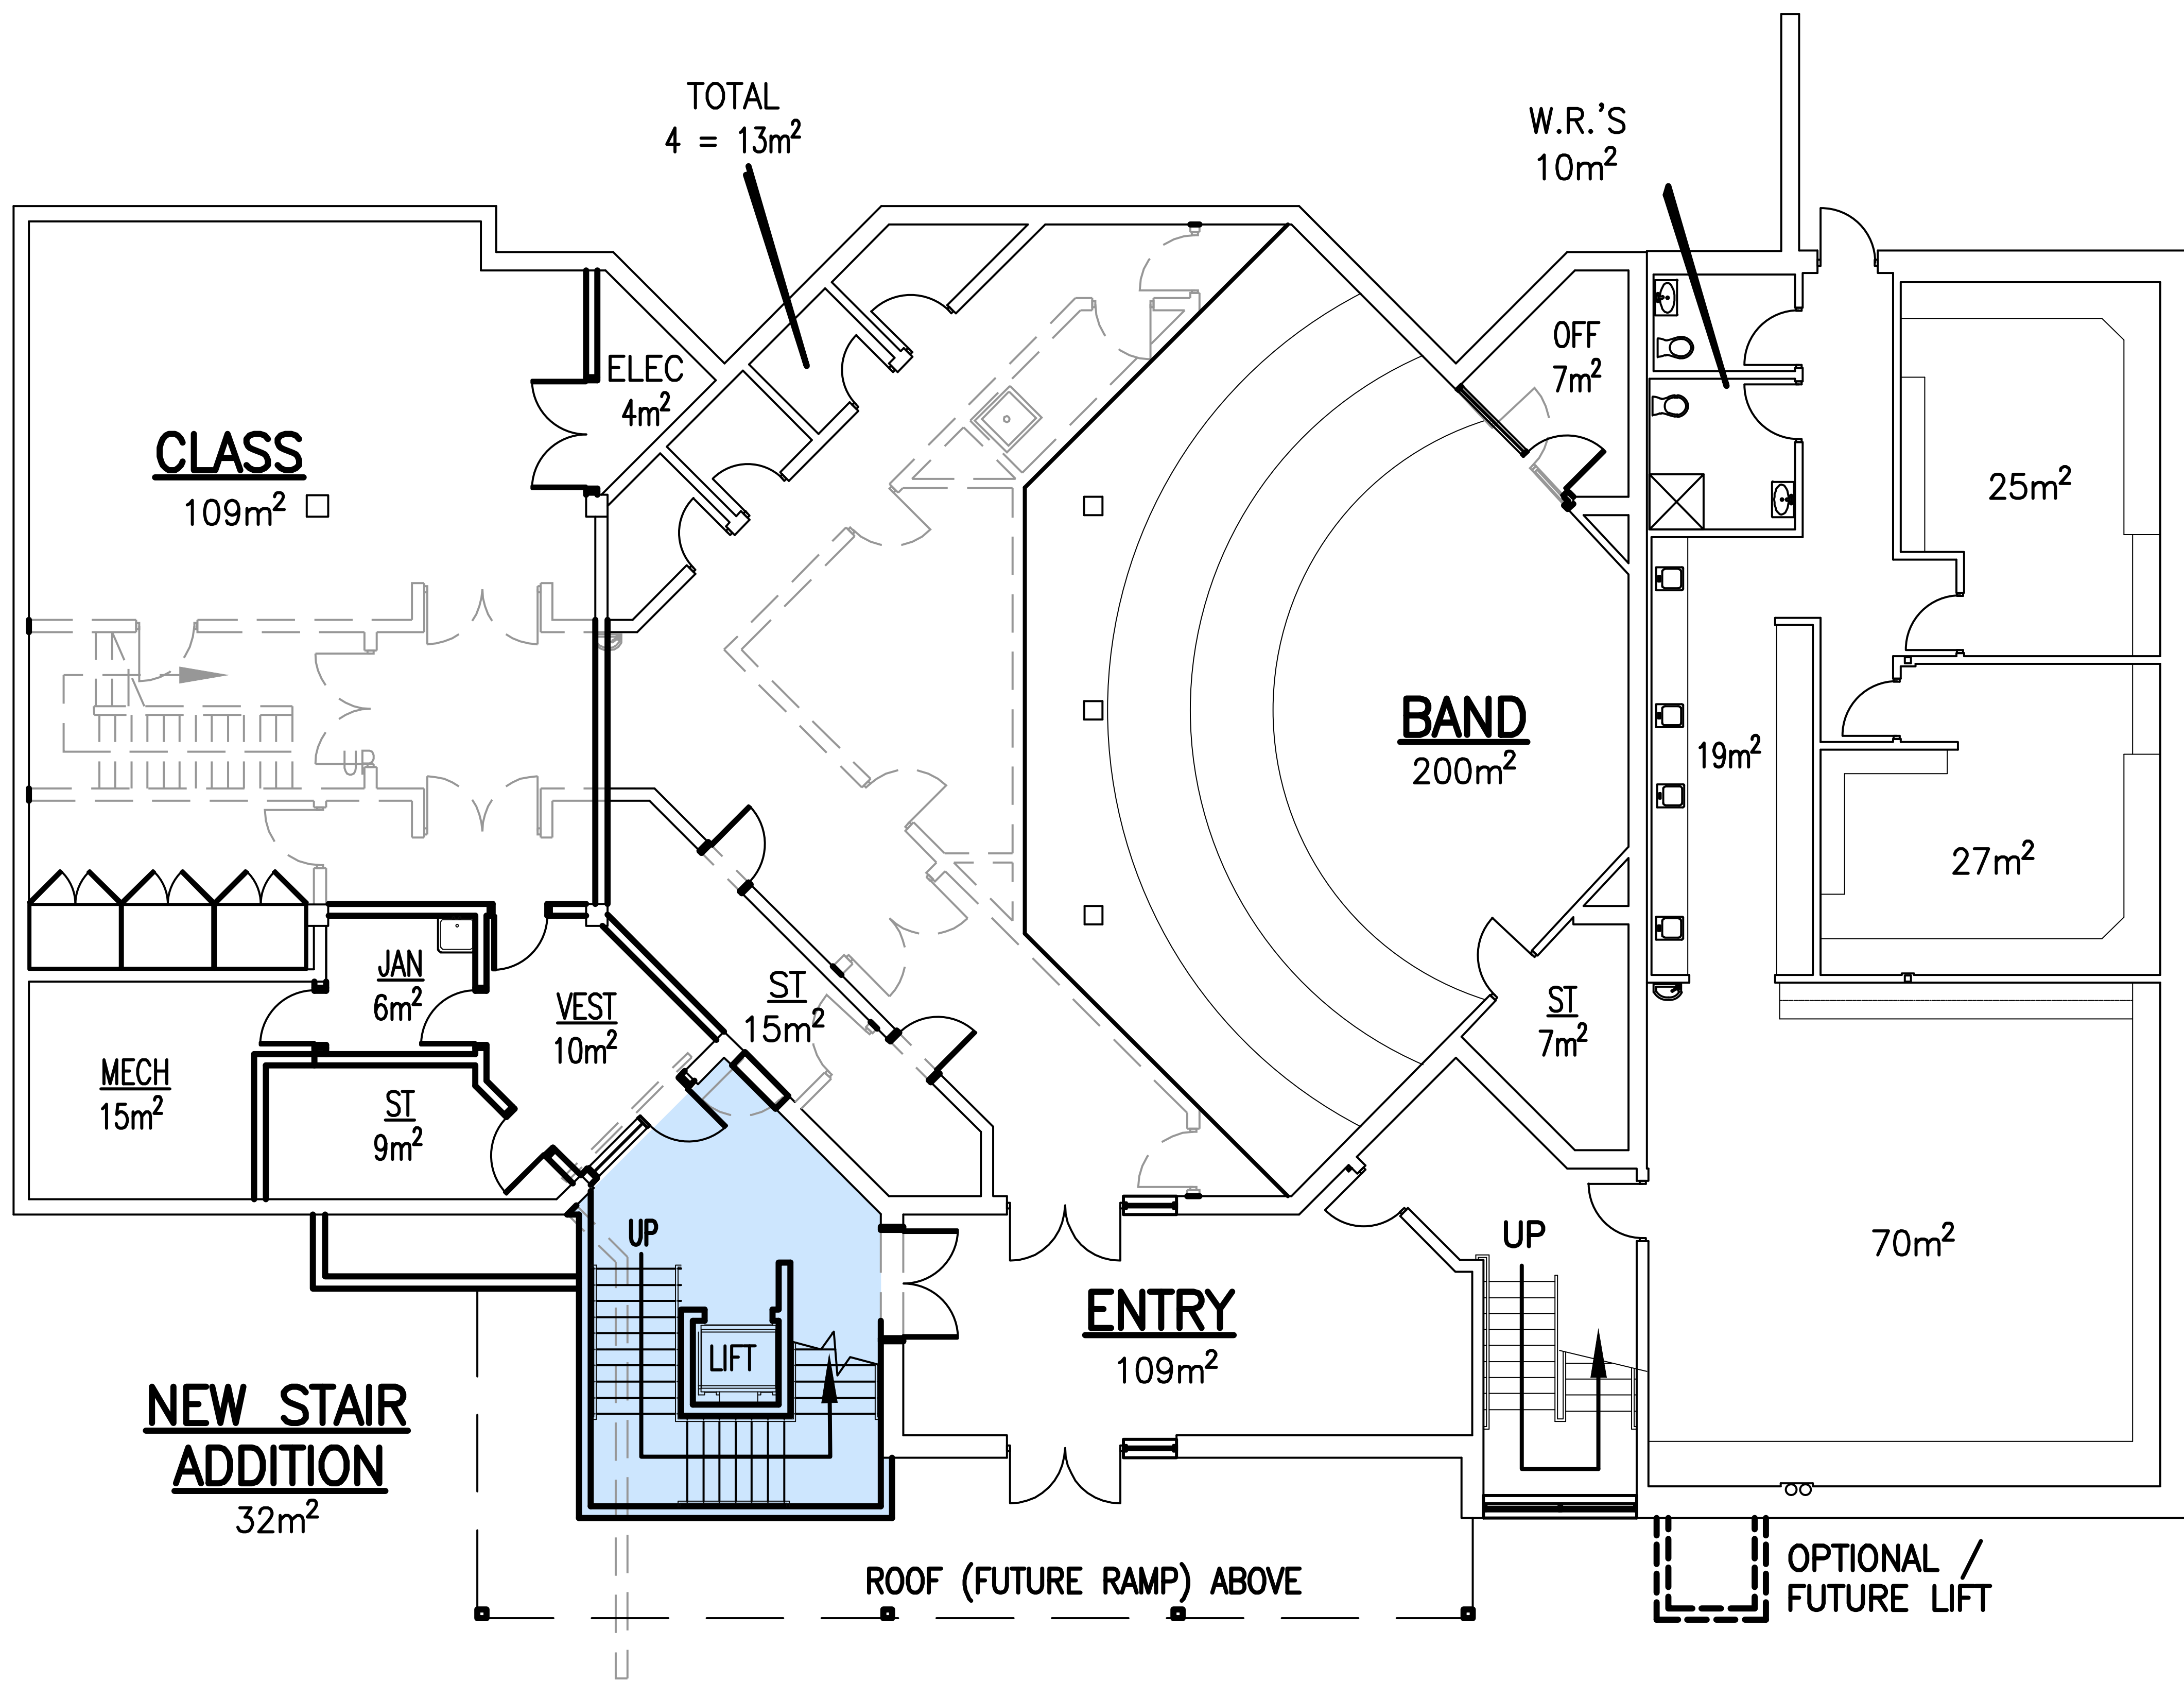 TOTAL
4 = 13m²
W.R.'S
10m²
OFF
7m²
ELEC
4m²
CLASS
109m²
25m²
BAND
200m²
19m²
UP
27m²
JAN
6m²
VEST
10m²
ST
15m²
ST
7m²
MECH
15m²
ST
9m²
UP
UP
70m²
ENTRY
109m²
LIFT
NEW STAIR
ADDITION
32m²
ROOF (FUTURE RAMP) ABOVE
OPTIONAL /
FUTURE LIFT